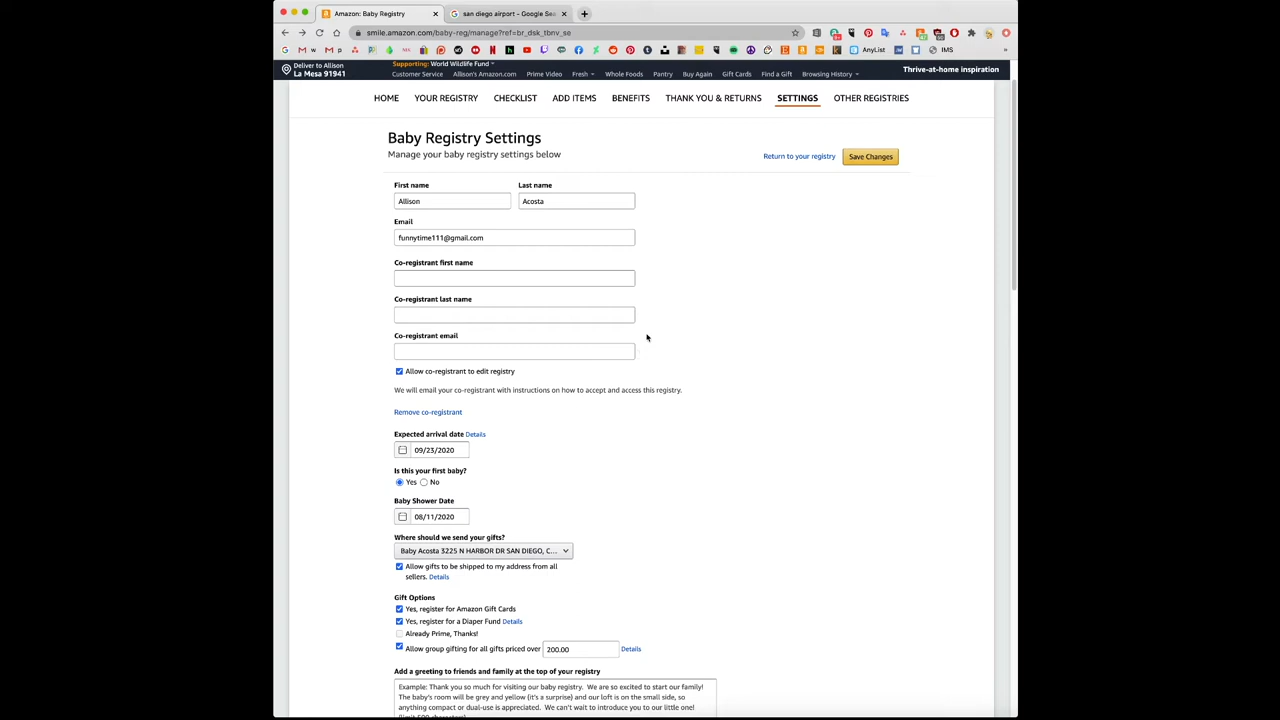 Amazon: Baby Registry
san diego airport - Google Sea
smile.amazon.com/baby-reg/manage?ref=br_dsk_tbnv_se
AnyList
IMS
Deliver to Allison
La Mesa 91941
Supporting: World Wildlife Fund
Customer Service Allison's Amazon.com Prime Video Fresh Whole Foods Pantry Buy Again Gift Cards Find a Gift Browsing History
Thrive-at-home inspiration
HOME YOUR REGISTRY CHECKLIST ADD ITEMS BENEFITS THANK YOU & RETURNS SETTINGS OTHER REGISTRIES
Baby Registry Settings
Manage your baby registry settings below
Return to your registry Save Changes
First name Last name
Allison Acosta
Email
funnytime111@gmail.com
Co-registrant first name
Co-registrant last name
Co-registrant email
Allow co-registrant to edit registry
We will email your co-registrant with instructions on how to accept and access this registry.
Remove co-registrant
Expected arrival date Details
09/23/2020
Is this your first baby?
Yes No
Baby Shower Date
08/11/2020
Where should we send your gifts?
Baby Acosta 3225 N HARBOR DR SAN DIEGO, C...
Allow gifts to be shipped to my address from all
sellers. Details
Gift Options
Yes, register for Amazon Gift Cards
Yes, register for a Diaper Fund Details
Already Prime, Thanks!
Allow group gifting for all gifts priced over 200.00 Details
Add a greeting to friends and family at the top of your registry
Example: Thank you so much for visiting our baby registry. We are so excited to start our family!
The baby's room will be grey and yellow (it's a surprise) and our loft is on the small side, so
anything compact or dual-use is appreciated. We can't wait to introduce you to our little one!
(limit 500 characters)